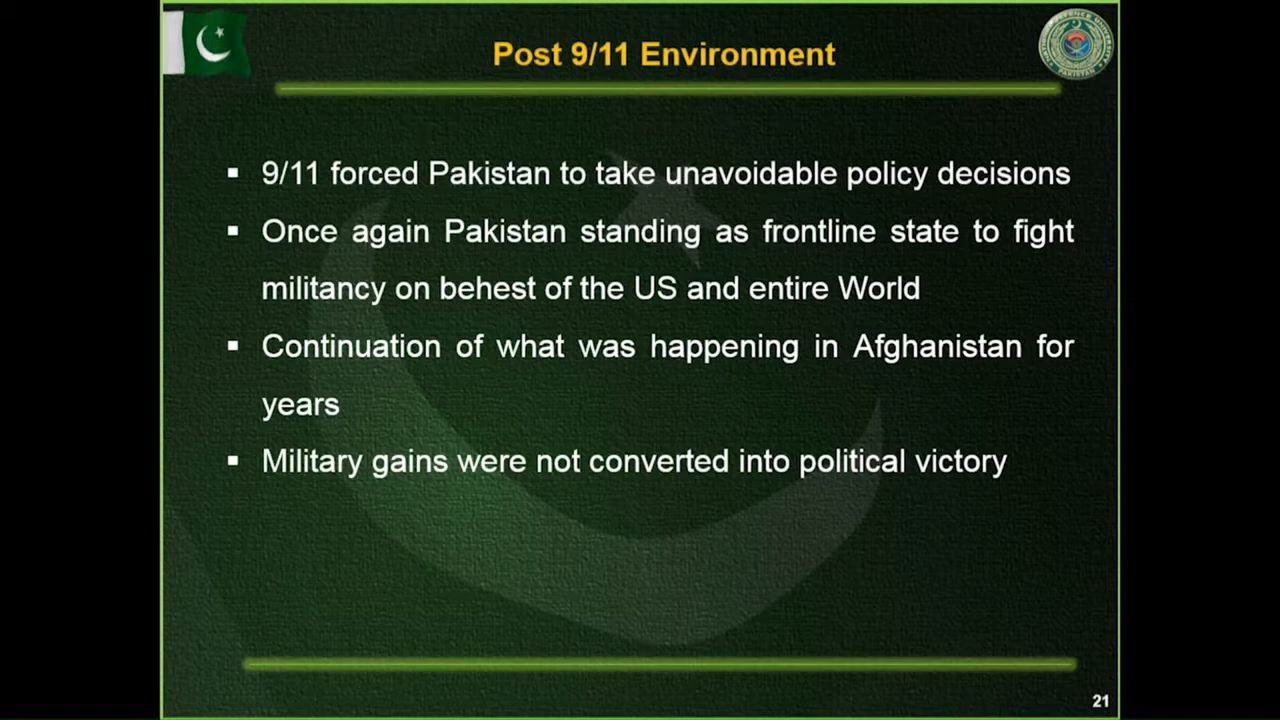 Post 9/11 Environment
▪ 9/11 forced Pakistan to take unavoidable policy decisions
▪ Once again Pakistan standing as frontline state to fight
militancy on behest of the US and entire World
▪ Continuation of what was happening in Afghanistan for
years
▪ Military gains were not converted into political victory
21